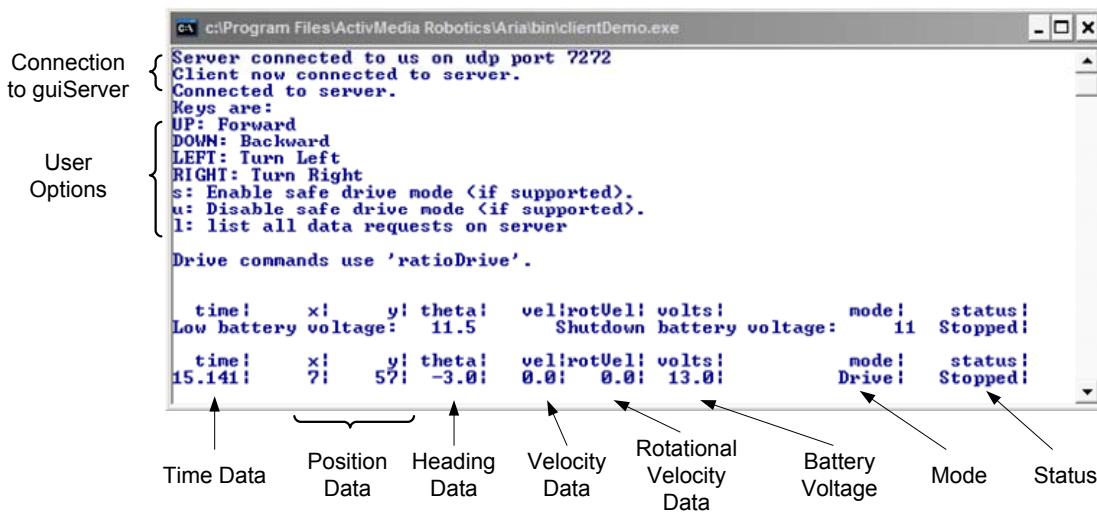 c:\Program Files\ActivMedia Robotics\Aria\bin\clientDemo.exe
Connection
to guiServer
Server connected to us on udp port 7272
Client now connected to server.
Connected to server.
Keys are:
User
Options
UP: Forward
DOWN: Backward
LEFT: Turn Left
RIGHT: Turn Right
s: Enable safe drive mode (if supported).
u: Disable safe drive mode (if supported).
l: list all data requests on server
Drive commands use 'ratioDrive'.
time| x| y| theta| vel|rotVel| volts| mode| status|
Low battery voltage: 11.5 Shutdown battery voltage: 11 Stopped|
time| x| y| theta| vel|rotVel| volts| mode| status|
15.141| 7| 57| -3.0| 0.0| 0.0| 13.0| Drive| Stopped|
Time Data
Position
Data
Heading
Data
Velocity
Data
Rotational
Velocity
Data
Battery
Voltage
Mode
Status